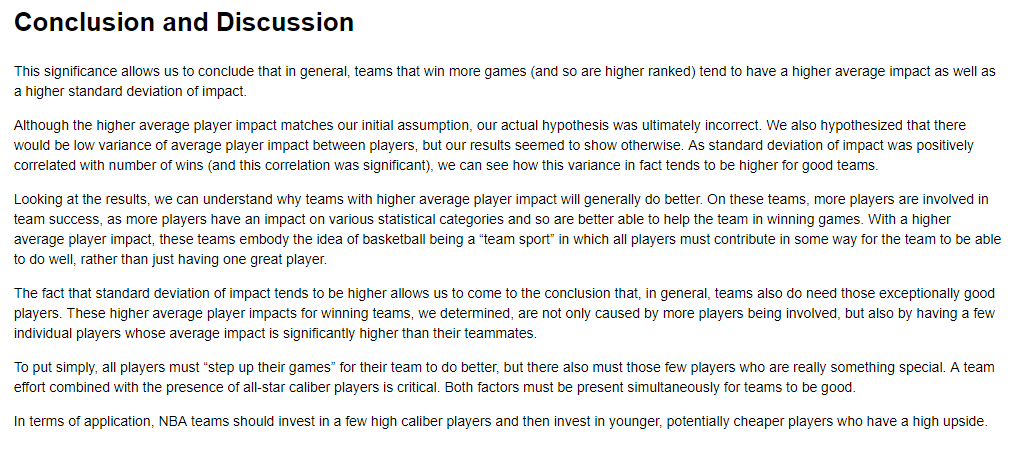 Conclusion and Discussion
This significance allows us to conclude that in general, teams that win more games (and so are higher ranked) tend to have a higher average impact as well as
a higher standard deviation of impact.
Although the higher average player impact matches our initial assumption, our actual hypothesis was ultimately incorrect. We also hypothesized that there
would be low variance of average player impact between players, but our results seemed to show otherwise. As standard deviation of impact was positively
correlated with number of wins (and this correlation was significant), we can see how this variance in fact tends to be higher for good teams.
Looking at the results, we can understand why teams with higher average player impact will generally do better. On these teams, more players are involved in
team success, as more players have an impact on various statistical categories and so are better able to help the team in winning games. With a higher
average player impact, these teams embody the idea of basketball being a “team sport” in which all players must contribute in some way for the team to be able
to do well, rather than just having one great player.
The fact that standard deviation of impact tends to be higher allows us to come to the conclusion that, in general, teams also do need those exceptionally good
players. These higher average player impacts for winning teams, we determined, are not only caused by more players being involved, but also by having a few
individual players whose average impact is significantly higher than their teammates.
To put simply, all players must “step up their games” for their team to do better, but there also must those few players who are really something special. A team
effort combined with the presence of all-star caliber players is critical. Both factors must be present simultaneously for teams to be good.
In terms of application, NBA teams should invest in a few high caliber players and then invest in younger, potentially cheaper players who have a high upside.